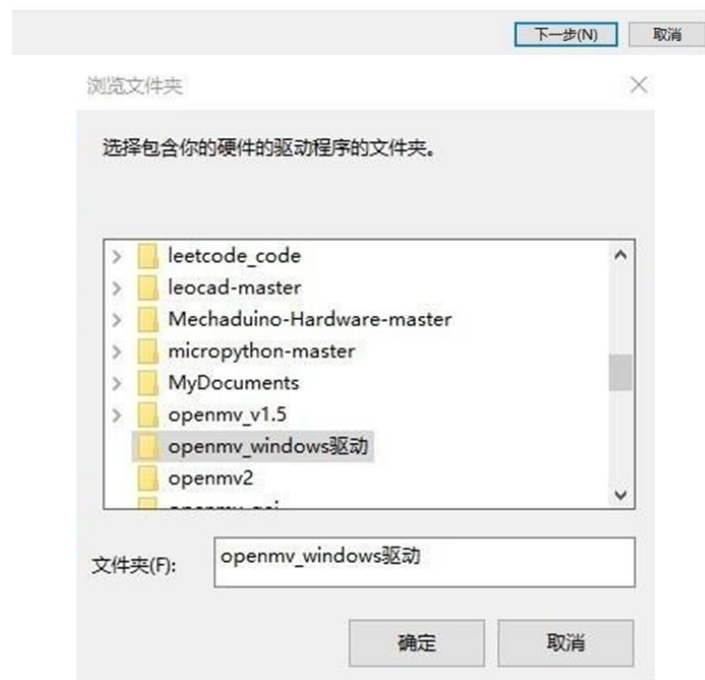 下一步(N) 取消
浏览文件夹
选择包含你的硬件的驱动程序的文件夹。
leetcode_code
leocad-master
Mechaduino-Hardware-master
micropython-master
MyDocuments
openmv_v1.5
openmv_windows驱动
openmv2
文件夹(F): openmv_windows驱动
确定 取消